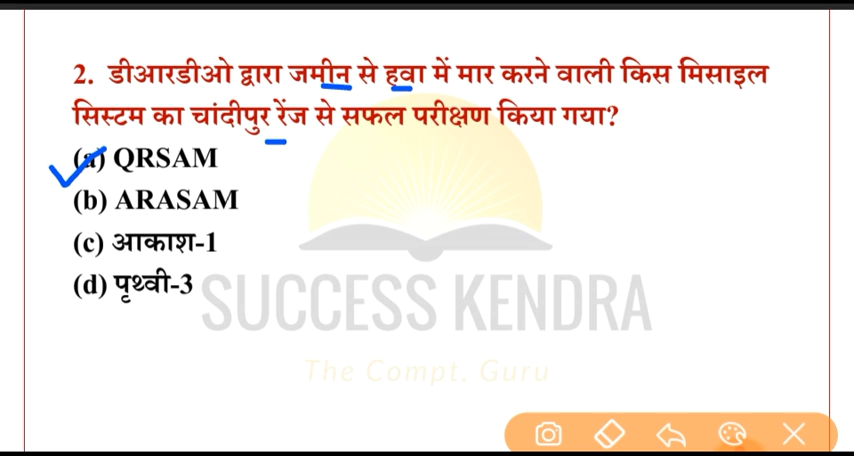 2. डीआरडीओ द्वारा जमीन से हवा में मार करने वाली किस मिसाइल
सिस्टम का चांदीपुर रेंज से सफल परीक्षण किया गया?
(a) QRSAM
(b) ARASAM
(c) आकाश-1
(d) पृथ्वी-3
SUCCESS KENDRA
The Compt. Guru